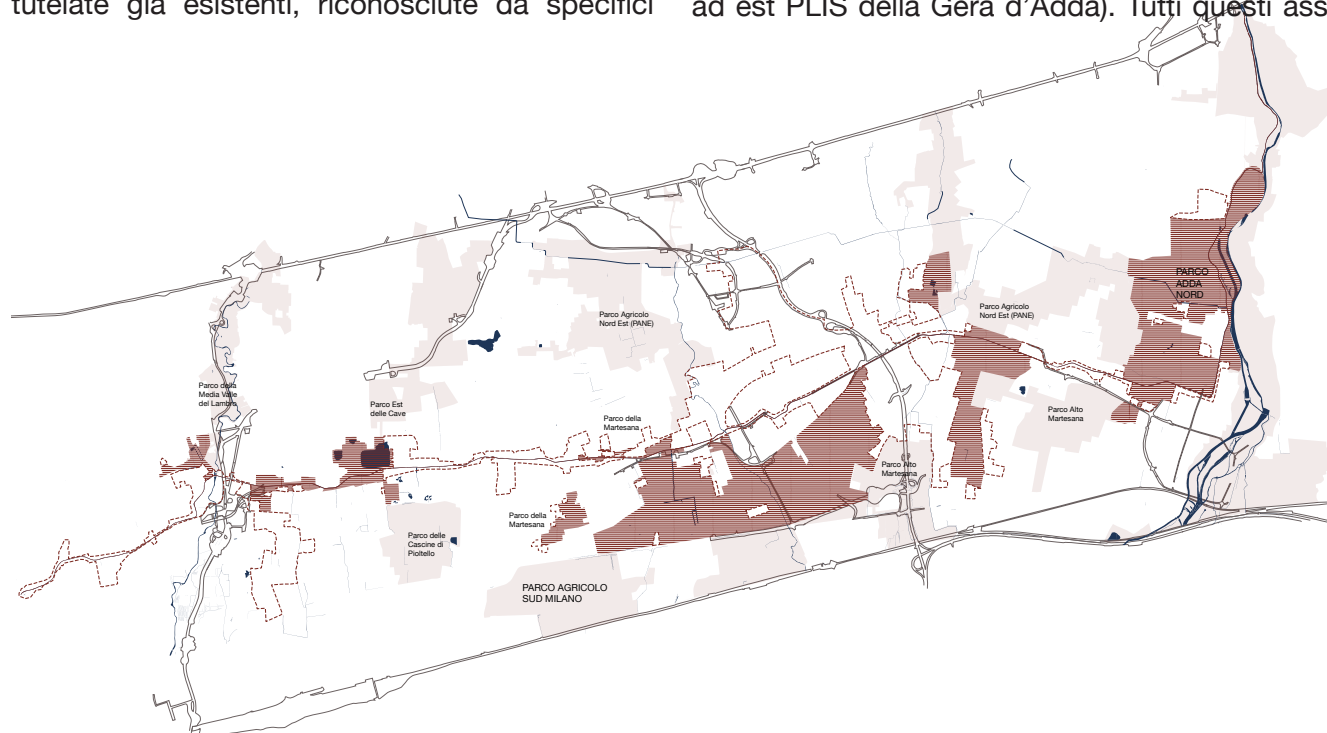 tutelate già esistenti, riconosciute da specifici
ad est PLIS della Gera d'Adda). Tutti questi ass
PARCO
ADDA
NORD
Parco Agricolo
Nord Est (PANE)
Parco Agricolo
Nord Est (PANE)
Parco della
Media Valle
del Lambro
Parco Est
delle Cave
Parco della
Martesana
Parco Alto
Martesana
Parco Alto
Martesana
Parco della
Martesana
Parco delle
Cascine di
Pioltello
PARCO AGRICOLO
SUD MILANO